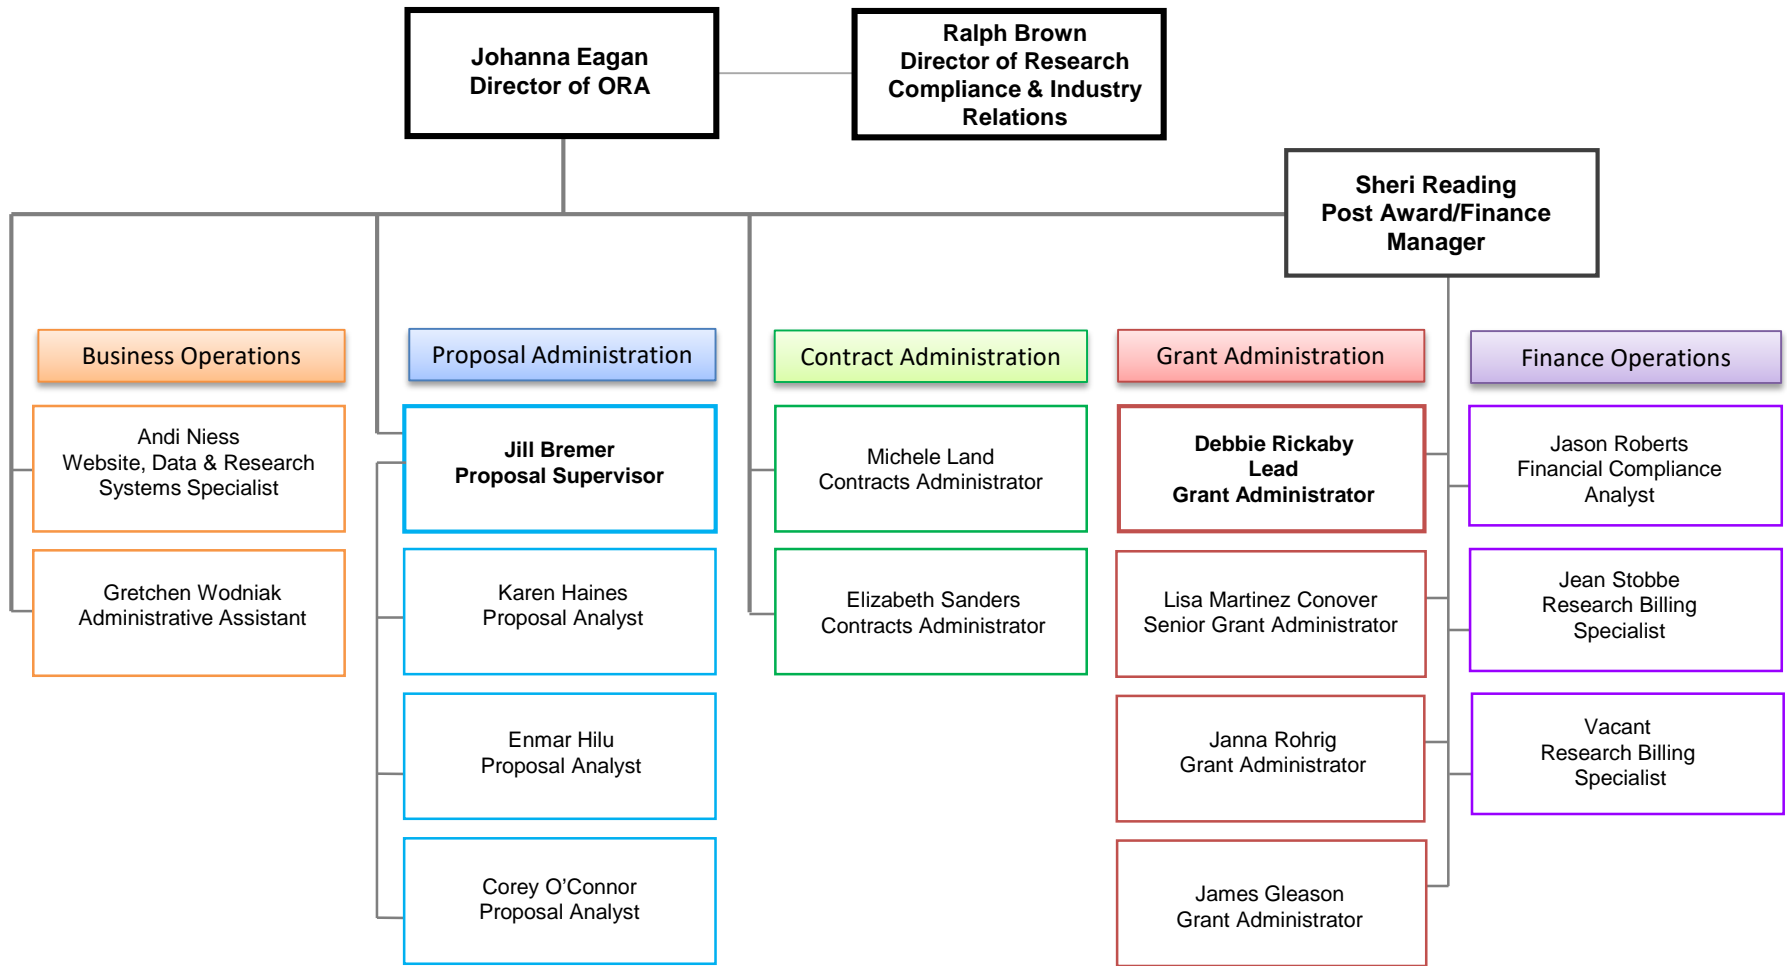 Johanna Eagan
Director of ORA
Ralph Brown
Director of Research
Compliance & Industry
Relations
Sheri Reading
Post Award/Finance
Manager
Business Operations
Andi Niess
Website, Data & Research
Systems Specialist
Gretchen Wodniak
Administrative Assistant
Proposal Administration
Jill Bremer
Proposal Supervisor
Karen Haines
Proposal Analyst
Enmar Hilu
Proposal Analyst
Corey O’Connor
Proposal Analyst
Contract Administration
Michele Land
Contracts Administrator
Elizabeth Sanders
Contracts Administrator
Grant Administration
Debbie Rickaby
Lead
Grant Administrator
Lisa Martinez Conover
Senior Grant Administrator
Janna Rohrig
Grant Administrator
James Gleason
Grant Administrator
Finance Operations
Jason Roberts
Financial Compliance
Analyst
Jean Stobbe
Research Billing
Specialist
Vacant
Research Billing
Specialist